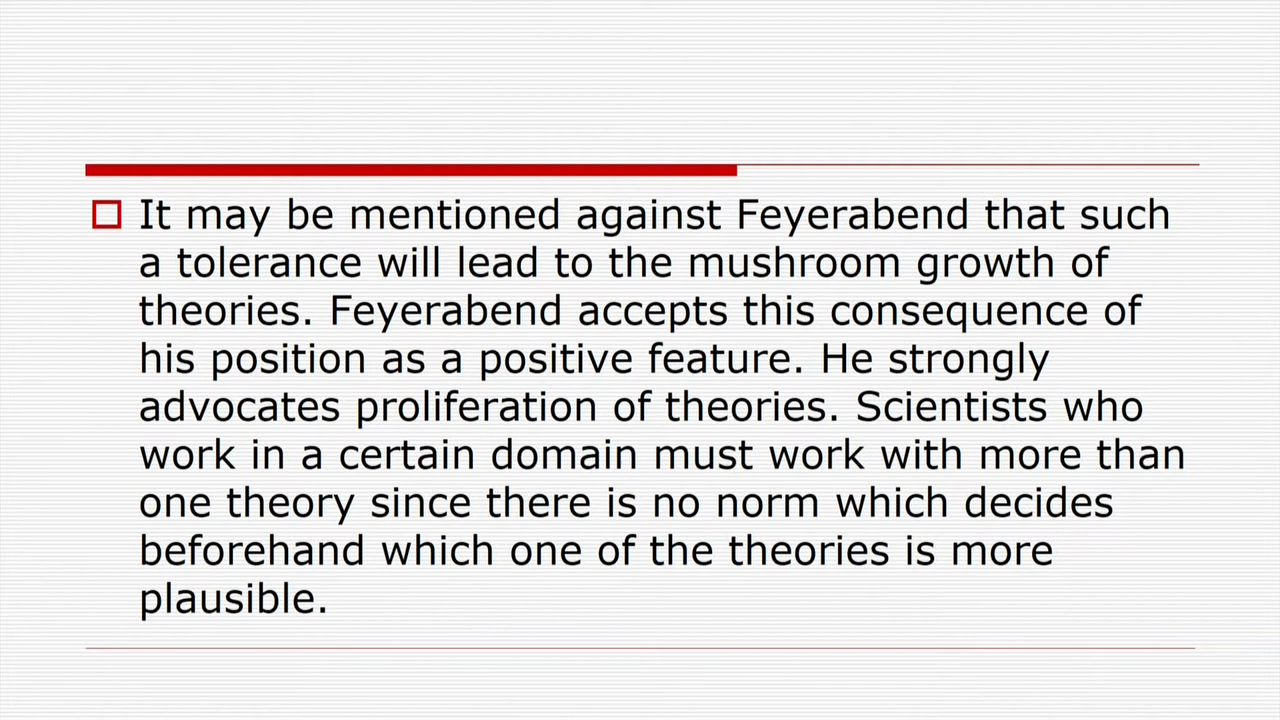 It may be mentioned against Feyerabend that such
a tolerance will lead to the mushroom growth of
theories. Feyerabend accepts this consequence of
his position as a positive feature. He strongly
advocates proliferation of theories. Scientists who
work in a certain domain must work with more than
one theory since there is no norm which decides
beforehand which one of the theories is more
plausible.